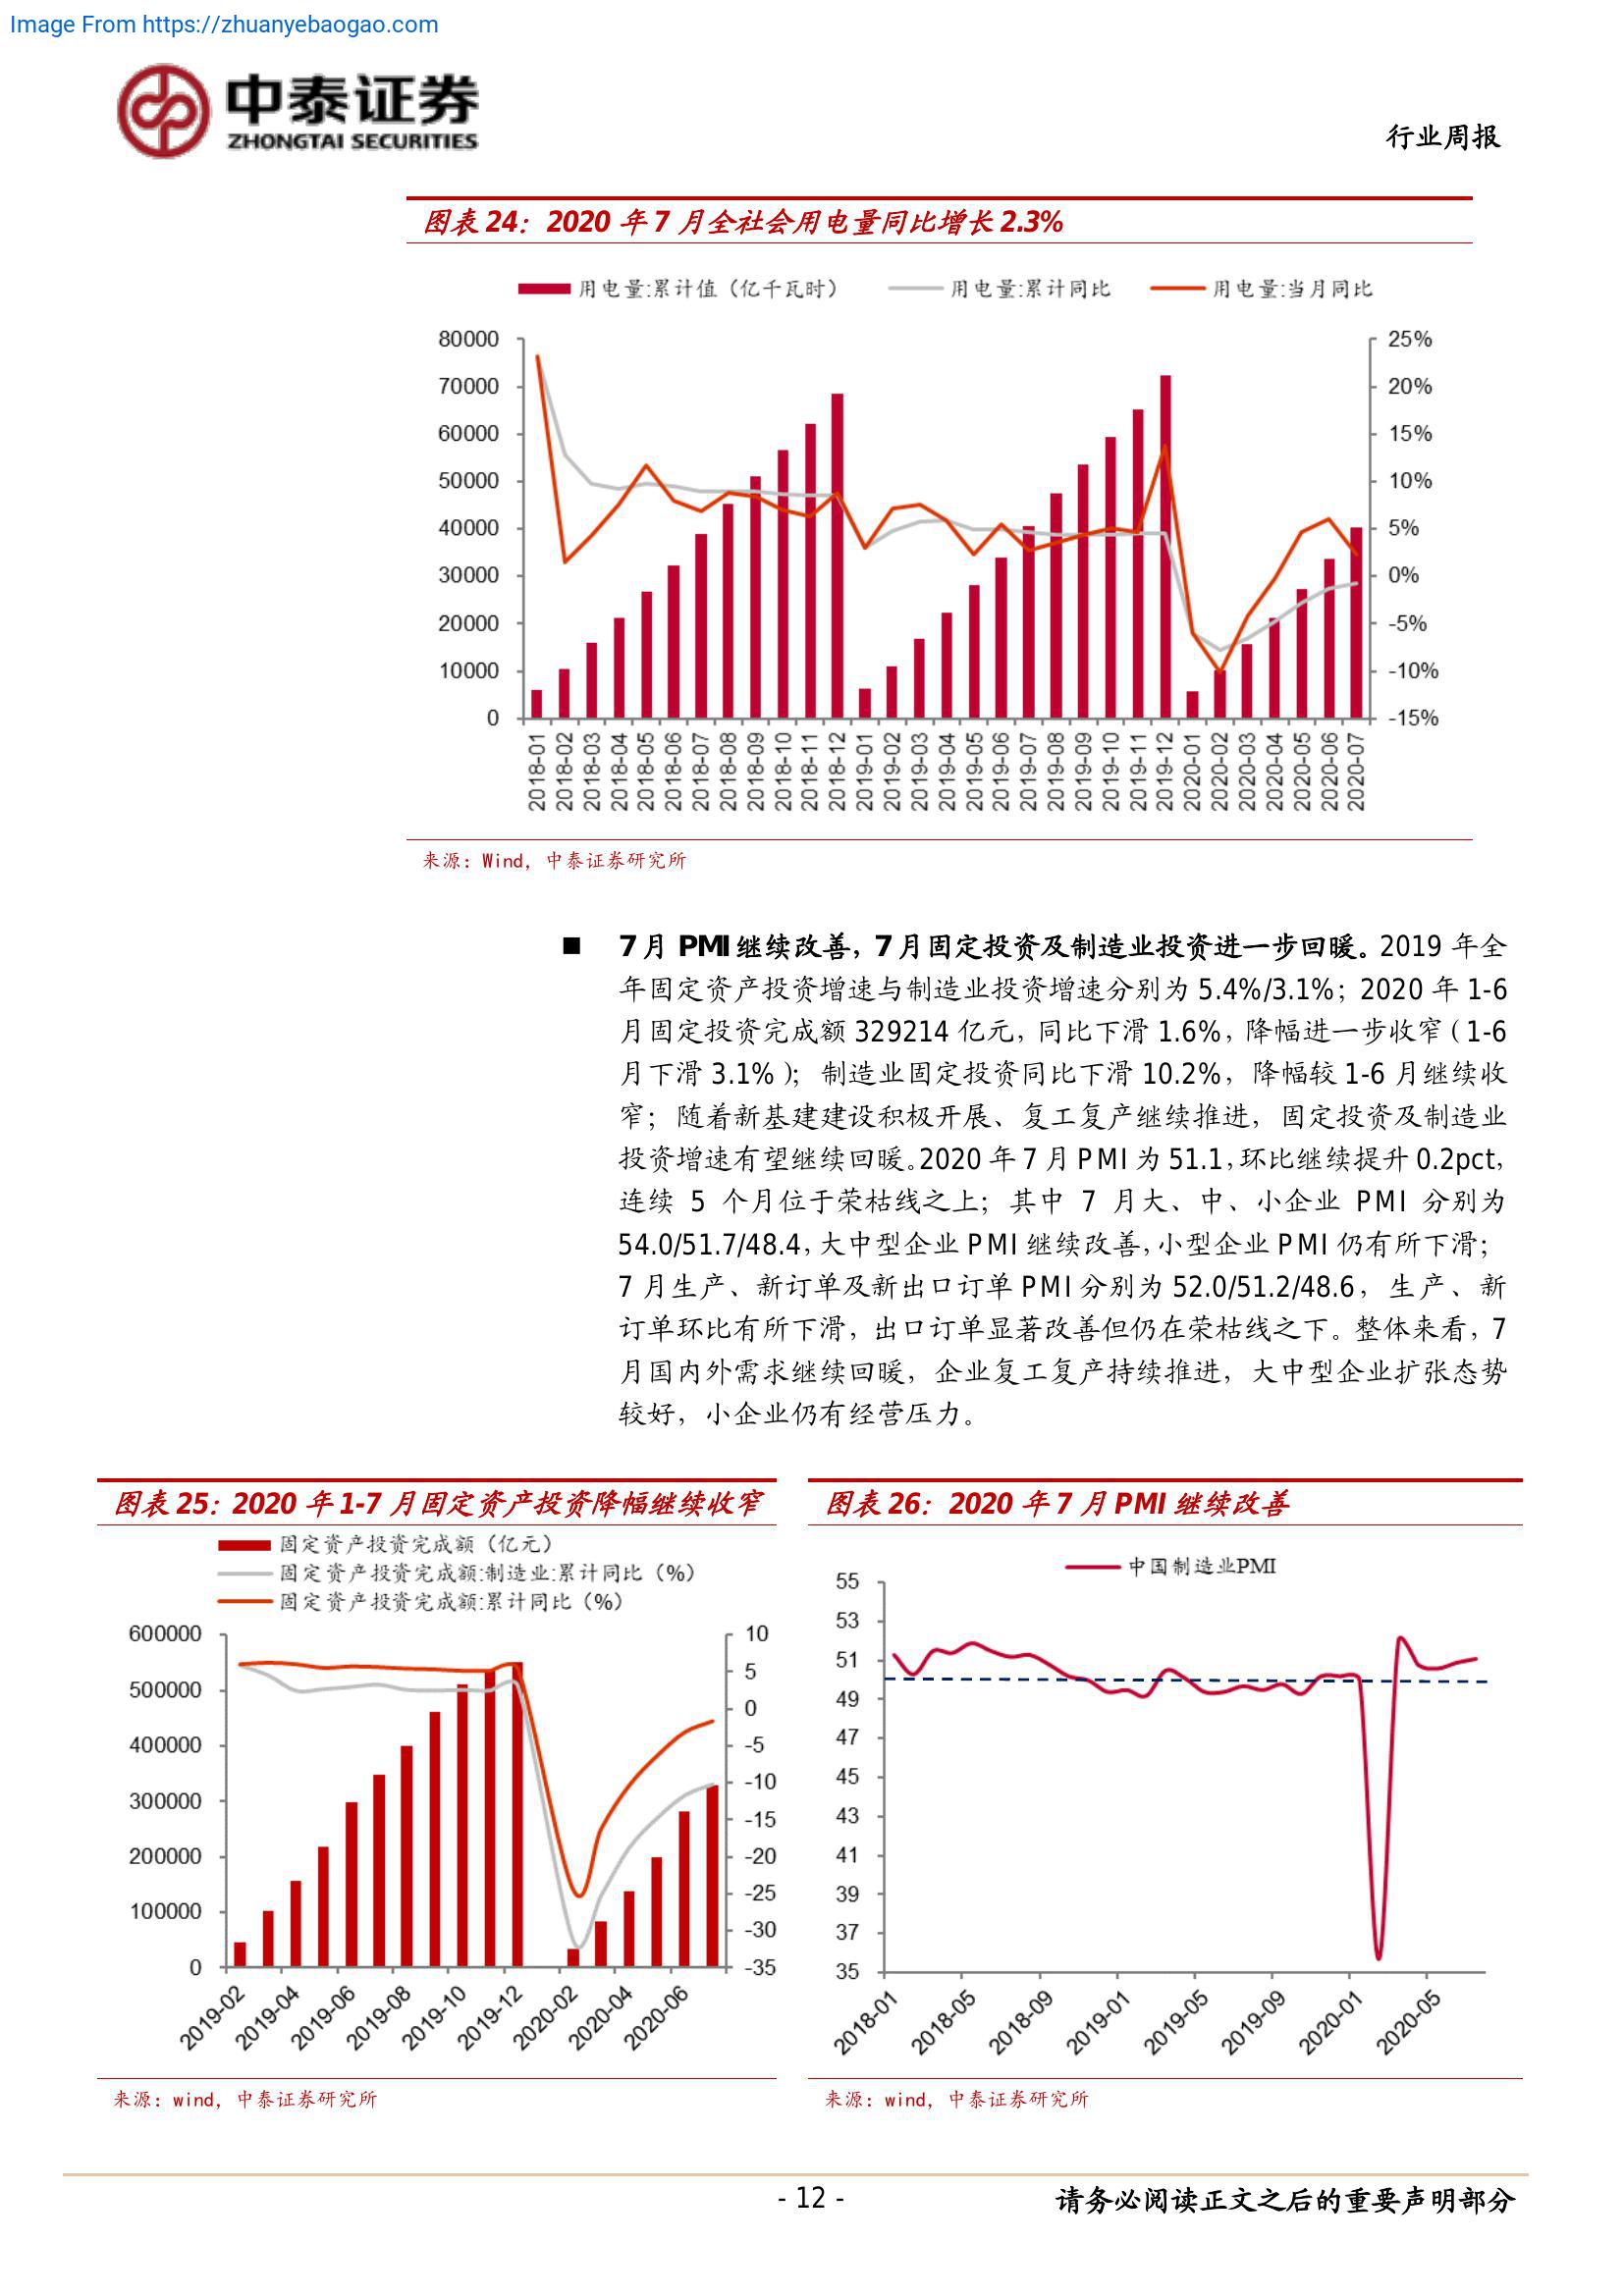 Image From https://zhuanyebaogao.com
中泰证券
ZHONGTAI SECURITIES
行业周报
图表 24：2020 年 7 月全社会用电量同比增长 2.3%
用电量:累计值（亿千瓦时） 用电量:累计同比 用电量:当月同比
80000 25%
70000 20%
60000 15%
50000 10%
40000 5%
30000 0%
20000 -5%
10000 -10%
0 -15%
2018-01 2018-02 2018-03 2018-04 2018-05 2018-06 2018-07 2018-08 2018-09 2018-10 2018-11 2018-12 2019-01 2019-02 2019-03 2019-04 2019-05 2019-06 2019-07 2019-08 2019-09 2019-10 2019-11 2019-12 2020-01 2020-02 2020-03 2020-04 2020-05 2020-06 2020-07
来源：Wind，中泰证券研究所
■ 7 月 PMI 继续改善，7 月固定投资及制造业投资进一步回暖。2019 年全
年固定资产投资增速与制造业投资增速分别为 5.4%/3.1%；2020 年 1-6
月固定投资完成额 329214 亿元，同比下滑 1.6%，降幅进一步收窄（1-6
月下滑 3.1%）；制造业固定投资同比下滑 10.2%，降幅较 1-6 月继续收
窄；随着新基建建设积极开展、复工复产继续推进，固定投资及制造业
投资增速有望继续回暖。2020 年 7 月 PMI 为 51.1，环比继续提升 0.2pct，
连续 5 个月位于荣枯线之上；其中 7 月大、中、小企业 PMI 分别为
54.0/51.7/48.4，大中型企业 PMI 继续改善，小型企业 PMI 仍有所下滑；
7 月生产、新订单及新出口订单 PMI 分别为 52.0/51.2/48.6，生产、新
订单环比有所下滑，出口订单显著改善但仍在荣枯线之下。整体来看，7
月国内外需求继续回暖，企业复工复产持续推进，大中型企业扩张态势
较好，小企业仍有经营压力。
图表 25：2020 年 1-7 月固定资产投资降幅继续收窄
固定资产投资完成额（亿元）
固定资产投资完成额:制造业:累计同比（%）
固定资产投资完成额:累计同比（%）
600000 10
500000 5
400000 0
300000 -5
200000 -10
100000 -15
0 -20
-25
-30
-35
2019-02 2019-04 2019-06 2019-08 2019-10 2019-12 2020-02 2020-04 2020-06
来源：wind，中泰证券研究所
图表 26：2020 年 7 月 PMI 继续改善
中国制造业PMI
55
53
51
49
47
45
43
41
39
37
35
2018-01 2018-05 2018-09 2019-01 2019-05 2019-09 2020-01 2020-05
来源：wind，中泰证券研究所
- 12 -
请务必阅读正文之后的重要声明部分